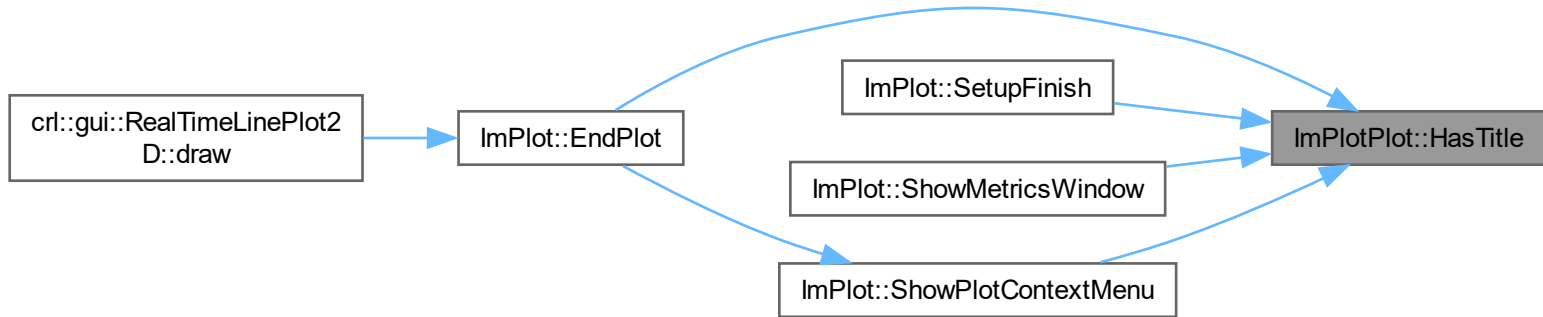 crl::gui::RealTimeLinePlot2
D::draw
ImPlot::EndPlot
ImPlot::SetupFinish
ImPlot::ShowMetricsWindow
ImPlot::ShowPlotContextMenu
ImPlotPlot::HasTitle